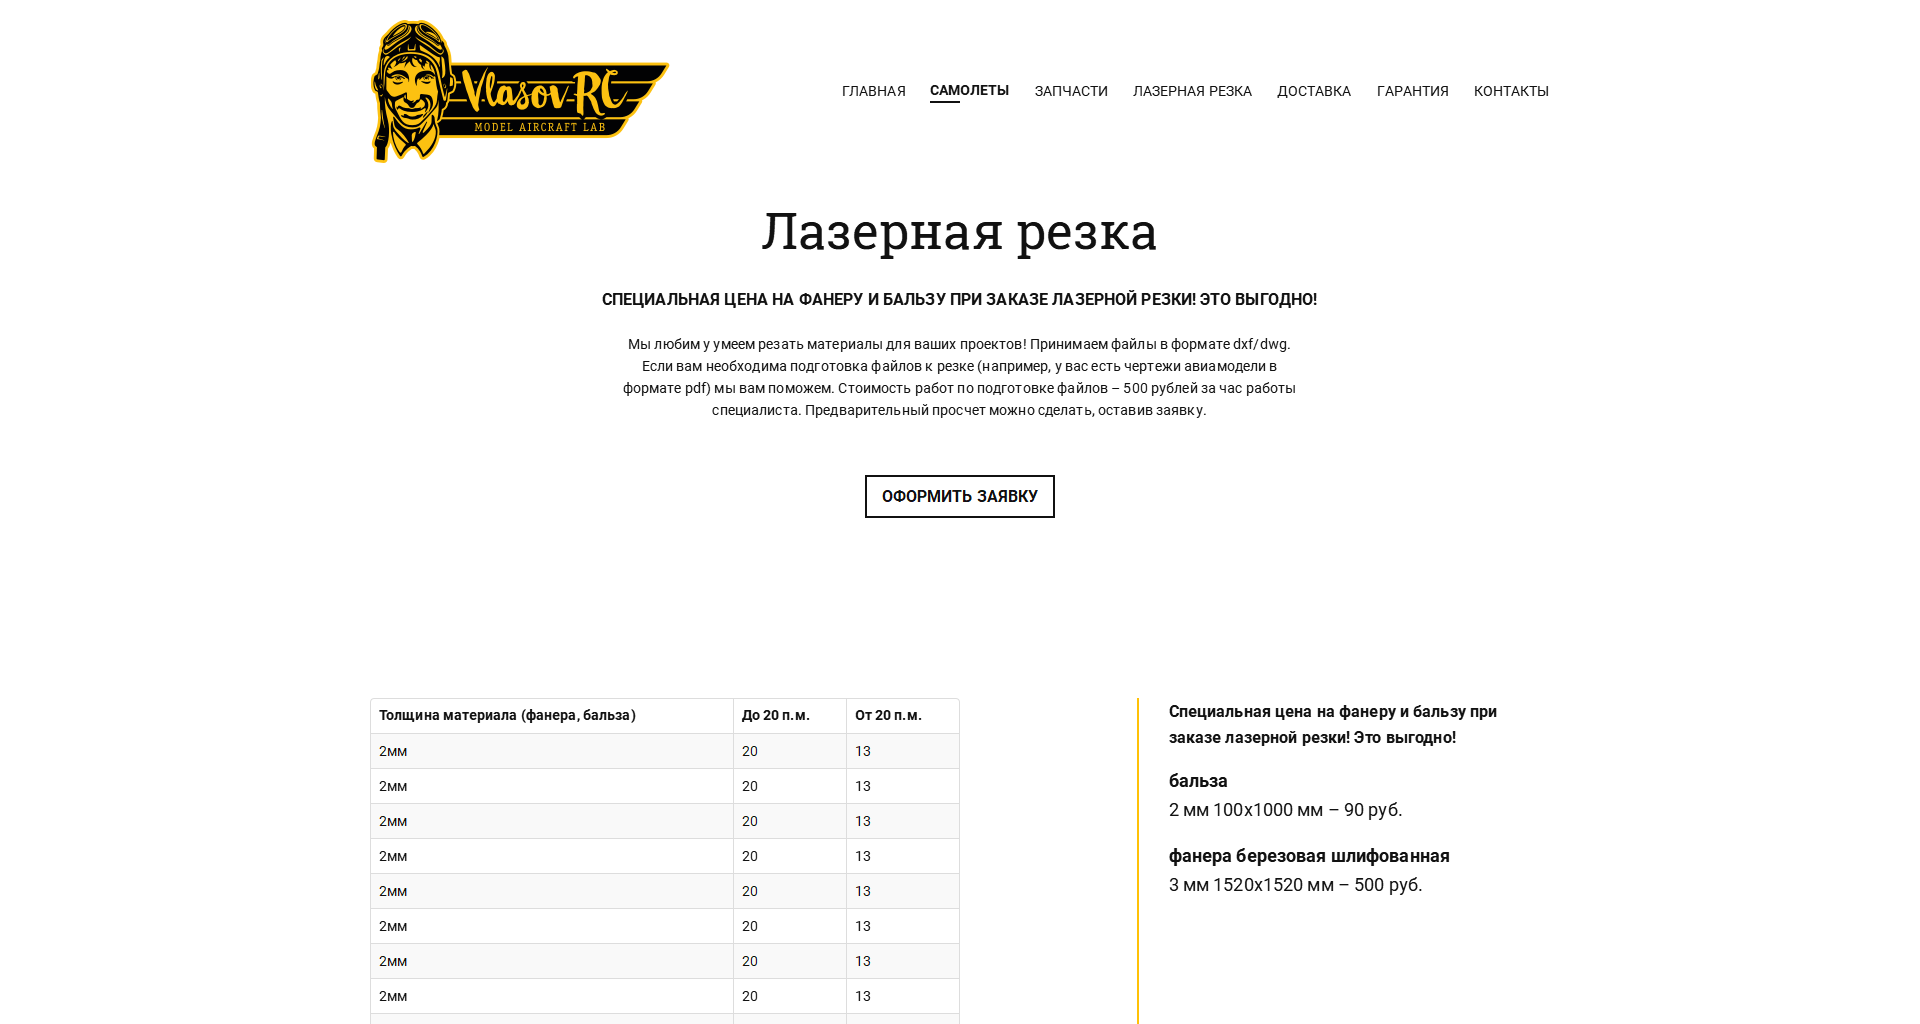 Vlasov RC
MODEL AIRCRAFT LAB
ГЛАВНАЯ САМОЛЕТЫ ЗАПЧАСТИ ЛАЗЕРНАЯ РЕЗКА ДОСТАВКА ГАРАНТИЯ КОНТАКТЫ
Лазерная резка
СПЕЦИАЛЬНАЯ ЦЕНА НА ФАНЕРУ И БАЛЬЗУ ПРИ ЗАКАЗЕ ЛАЗЕРНОЙ РЕЗКИ! ЭТО ВЫГОДНО!
Мы любим у умеем резать материалы для ваших проектов! Принимаем файлы в формате dxf/dwg.
Если вам необходима подготовка файлов к резке (например, у вас есть чертежи авиамодели в
формате pdf) мы вам поможем. Стоимость работ по подготовке файлов – 500 рублей за час работы
специалиста. Предварительный просчет можно сделать, оставив заявку.
ОФОРМИТЬ ЗАЯВКУ
Толщина материала (фанера, бальза) До 20 п.м. От 20 п.м.
2мм 20 13
2мм 20 13
2мм 20 13
2мм 20 13
2мм 20 13
2мм 20 13
2мм 20 13
2мм 20 13
Специальная цена на фанеру и бальзу при
заказе лазерной резки! Это выгодно!
бальза
2 мм 100х1000 мм – 90 руб.
фанера березовая шлифованная
3 мм 1520х1520 мм – 500 руб.